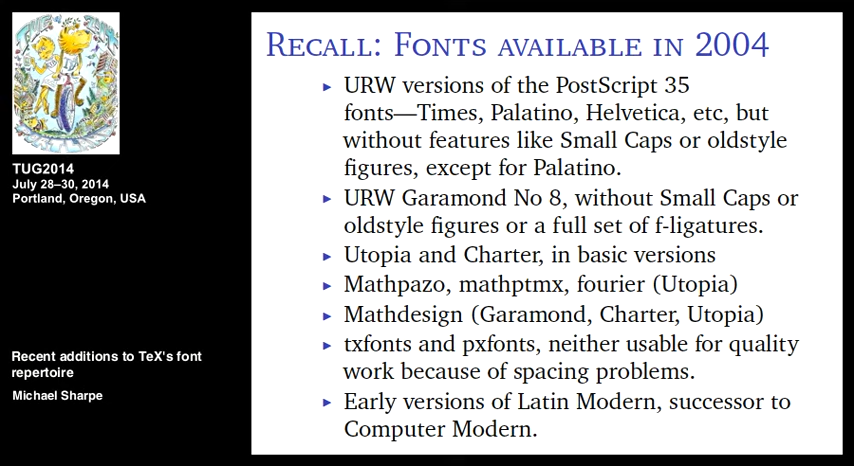 TUG2014
July 28–30, 2014
Portland, Oregon, USA
Recent additions to TeX's font
repertoire
Michael Sharpe
Recall: Fonts available in 2004
▸ URW versions of the PostScript 35
fonts—Times, Palatino, Helvetica, etc, but
without features like Small Caps or oldstyle
figures, except for Palatino.
▸ URW Garamond No 8, without Small Caps or
oldstyle figures or a full set of f-ligatures.
▸ Utopia and Charter, in basic versions
▸ Mathpazo, mathptmx, fourier (Utopia)
▸ Mathdesign (Garamond, Charter, Utopia)
▸ txfonts and pxfonts, neither usable for quality
work because of spacing problems.
▸ Early versions of Latin Modern, successor to
Computer Modern.